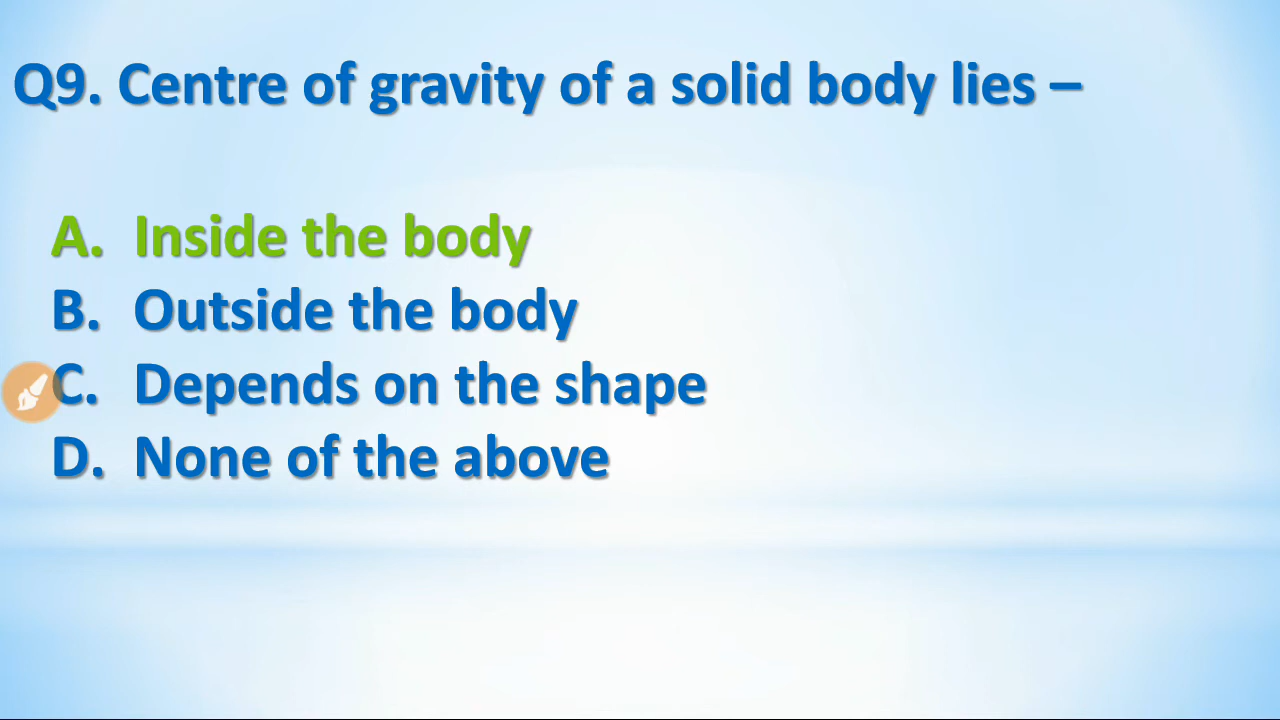 Q9. Centre of gravity of a solid body lies –
A. Inside the body
B. Outside the body
C. Depends on the shape
D. None of the above